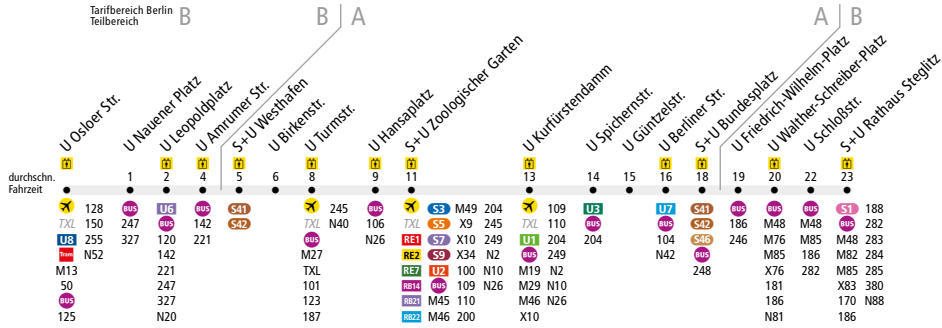 Tarifbereich Berlin
Teilbereich
B B A A B
U Osloer Str.
U Nauener Platz
U Leopoldplatz
U Amrumer Str.
S+U Westhafen
U Birkenstr.
U Turmstr.
U Hansaplatz
S+U Zoologischer Garten
U Kurfürstendamm
U Spichernstr.
U Güntzelstr.
U Berliner Str.
S+U Bundesplatz
U Friedrich-Wilhelm-Platz
U Walther-Schreiber-Platz
U Schloßstr.
S+U Rathaus Steglitz
durchschn.
Fahrzeit
1 2 4 5 6 8 9 11 13 14 15 16 18 19 20 22 23
128
TXL 150
U8 255
Tram N52
M13
50
BUS
125
BUS
247
327
U6
BUS
120
142
221
247
327
N20
BUS
142
221
S41
S42
245
TXL N40
BUS
M27
TXL
101
123
187
BUS
106
N26
S3 M49 204
TXL S5 X9 245
RE1 S7 X10 249
RE2 S9 X34 N2
RE7 U2 100 N10
RB14 BUS 109 N26
RB21 M45 110
RB22 M46 200
109
TXL 110
U1 204
BUS 249
M19 N2
M29 N10
M46 N26
X10
U3
BUS
204
U7
BUS
104
N42
S41
S42
S46
BUS
248
BUS
186
246
BUS
M48
M76
M85
X76
181
186
N81
BUS
M48
M85
186
282
S1 188
BUS 282
M48 283
M82 284
M85 285
X83 380
170 N88
186